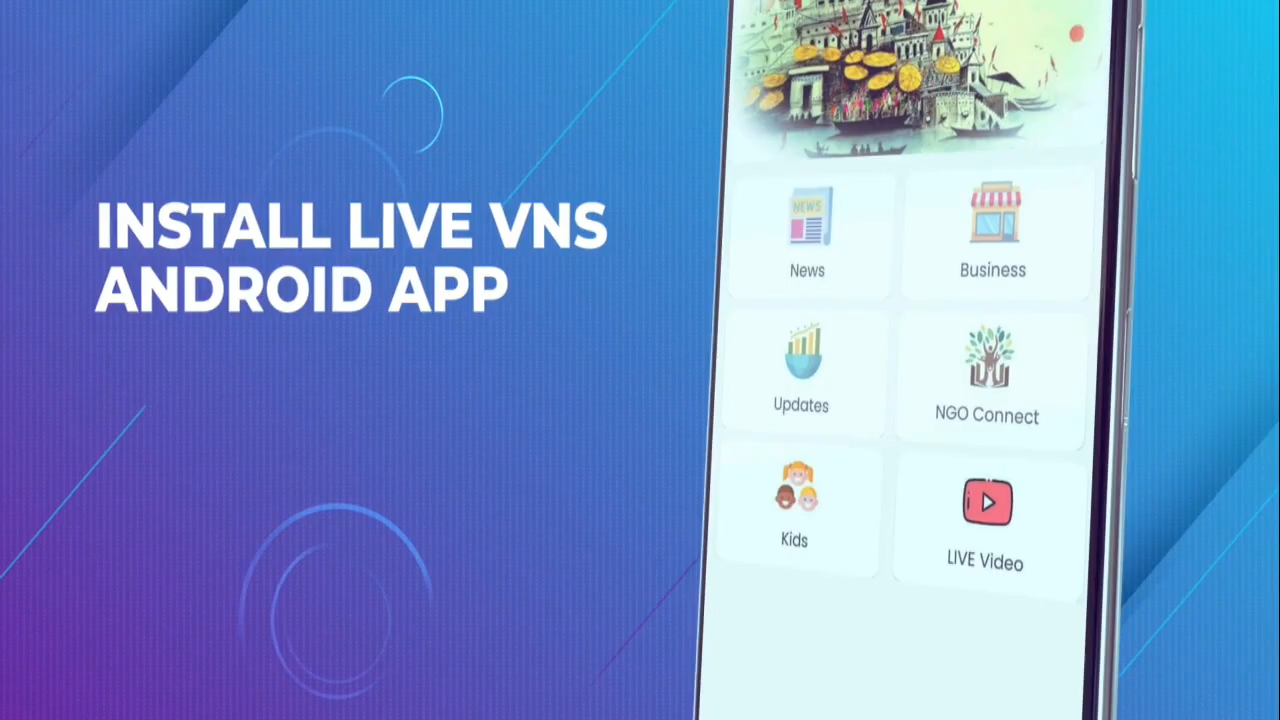 INSTALL LIVE VNS
ANDROID APP
NEWS
News
Business
Updates
NGO Connect
Kids
LIVE Video